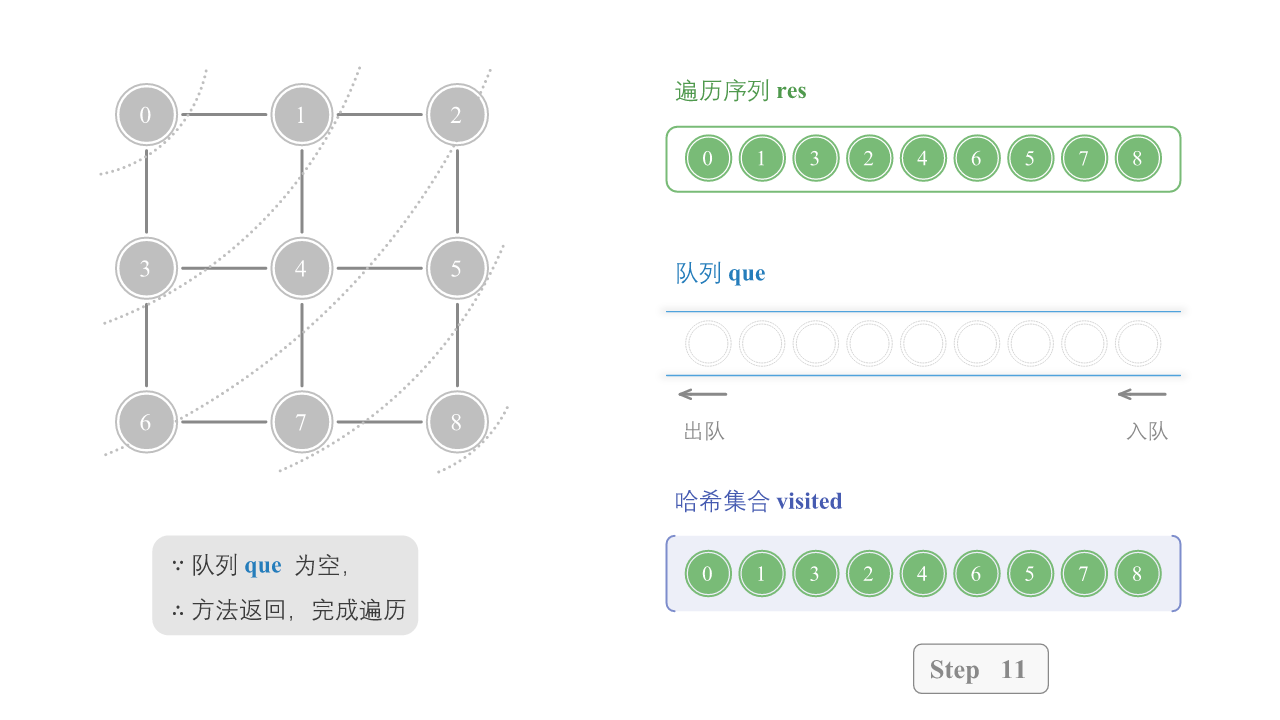 0 1 2
3 4 5
6 7 8
∵ 队列 que 为空，
∴ 方法返回， 完成遍历
遍历序列 res
0 1 3 2 4 6 5 7 8
队列 que
出队 入队
哈希集合 visited
0 1 3 2 4 6 5 7 8
Step 11